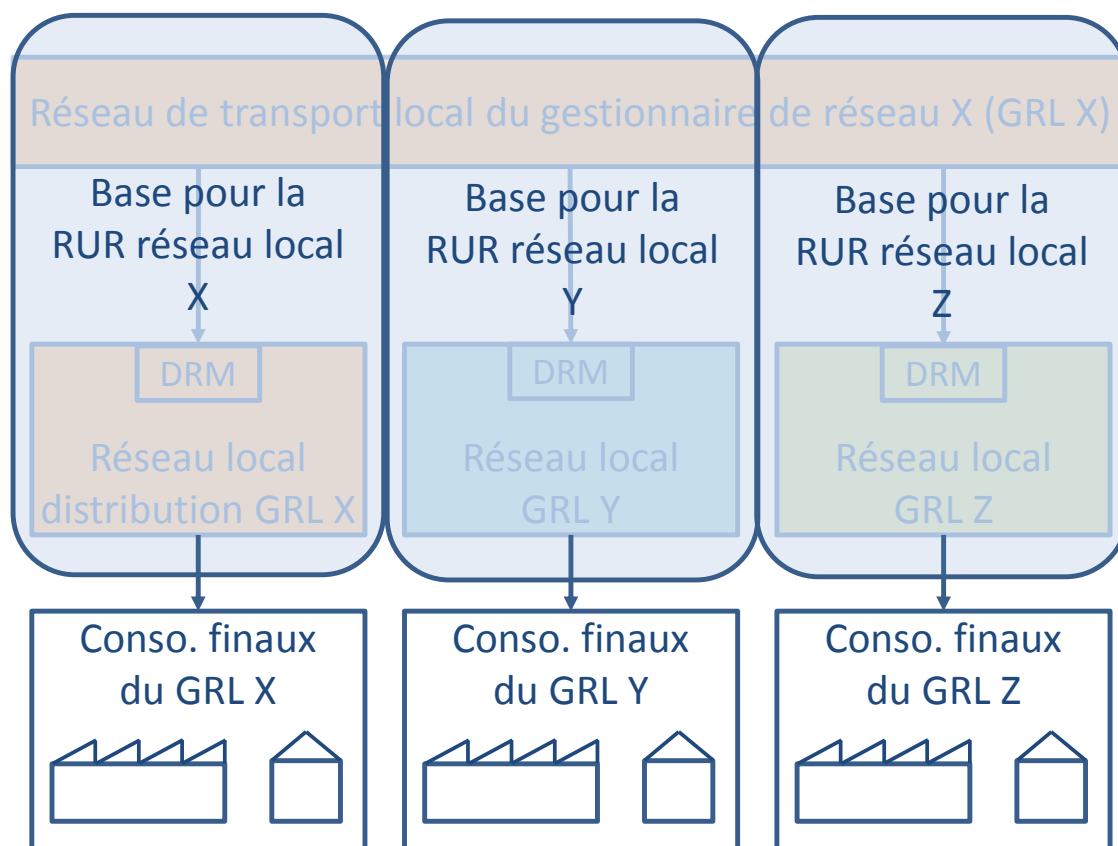 Réseau de transport local du gestionnaire de réseau X (GRL X)
Base pour la
RUR réseau local
X
Base pour la
RUR réseau local
Y
Base pour la
RUR réseau local
Z
DRM
Réseau local
distribution GRL X
DRM
Réseau local
GRL Y
DRM
Réseau local
GRL Z
Conso. finaux
du GRL X
Conso. finaux
du GRL Y
Conso. finaux
du GRL Z